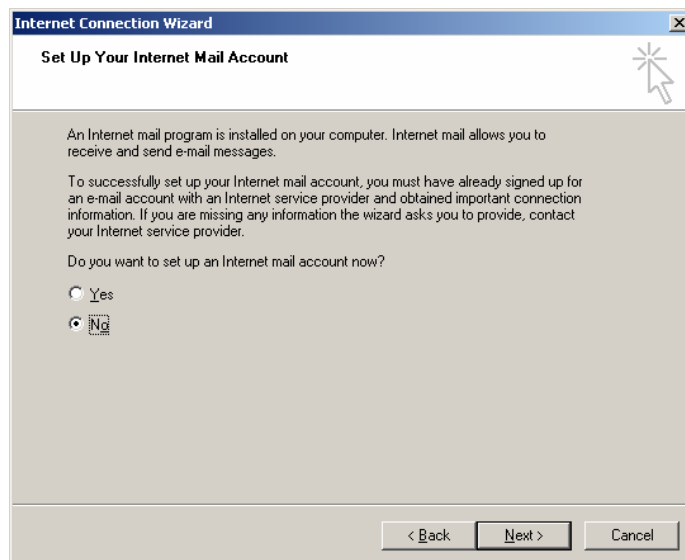 Internet Connection Wizard
Set Up Your Internet Mail Account
An Internet mail program is installed on your computer. Internet mail allows you to
receive and send e-mail messages.
To successfully set up your Internet mail account, you must have already signed up for
an e-mail account with an Internet service provider and obtained important connection
information. If you are missing any information the wizard asks you to provide, contact
your Internet service provider.
Do you want to set up an Internet mail account now?
Yes
No
< Back Next > Cancel